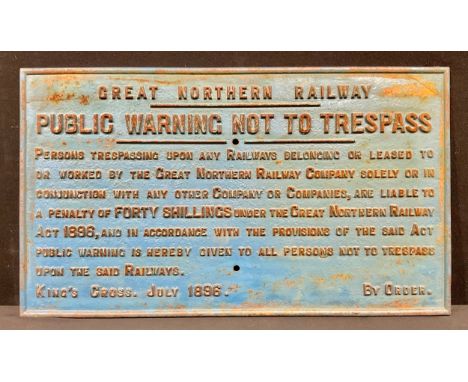 GREAT NORTHERN RAILWAY
PUBLIC WARNING NOT TO TRESPASS
PERSONS TRESPASSING UPON ANY RAILWAYS BELONGING OR LEASED TO
OR WORKED BY THE GREAT NORTHERN RAILWAY COMPANY SOLELY OR IN
CONJUNCTION WITH ANY OTHER COMPANY OR COMPANIES, ARE LIABLE TO
A PENALTY OF FORTY SHILLINGS UNDER THE GREAT NORTHERN RAILWAY
ACT 1896, AND IN ACCORDANCE WITH THE PROVISIONS OF THE SAID ACT
PUBLIC WARNING IS HEREBY GIVEN TO ALL PERSONS NOT TO TRESPASS
UPON THE SAID RAILWAYS.
KING'S CROSS. JULY 1896. BY ORDER.